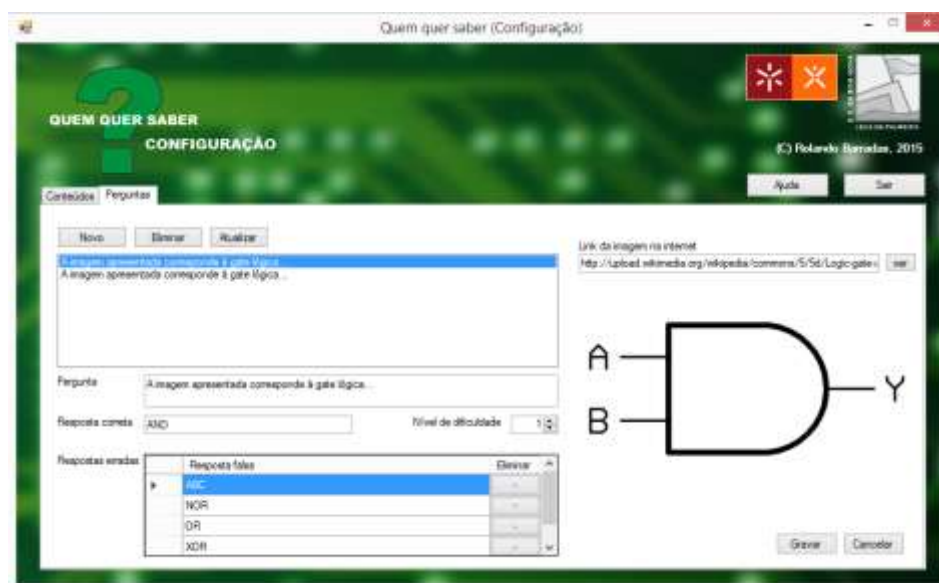 Quem quer saber (Configuração)
QUEM QUER SABER
CONFIGURAÇÃO
(C) Rolando Barradas, 2015
Ajuda Sair
Conteúdos Perguntas
Novo Eliminar Atualizar
Link da imagem na internet
A imagem apresentada corresponde à gate lógica...
http://upload.wikimedia.org/wikipedia/commons/5/5d/Logic-gate- ver
A imagem apresentada corresponde à gate lógica...
A
B
Y
Pergunta A imagem apresentada corresponde à gate lógica...
Resposta correta AND Nível de dificuldade 1
Respostas erradas Resposta falsa Eliminar
NOR
OR
XOR
Gravar Cancelar